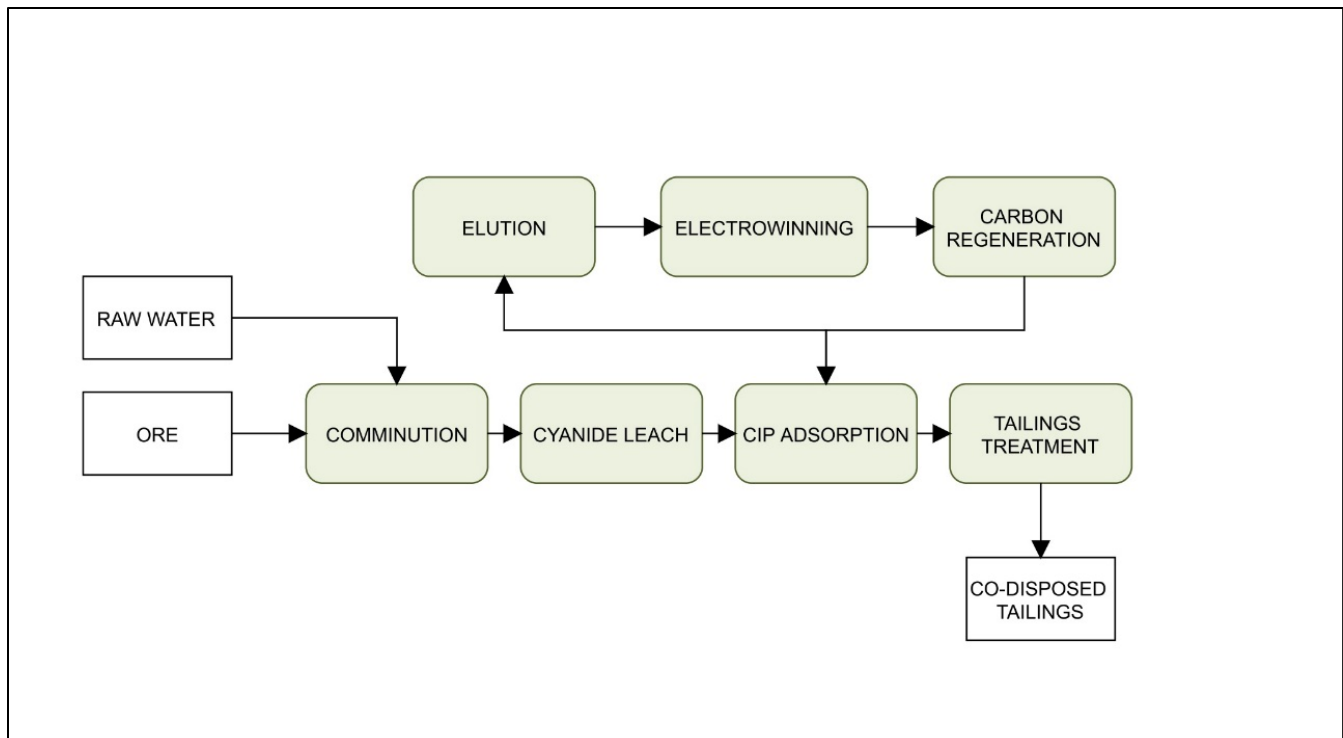 ELUTION
ELECTROWINNING
CARBON
REGENERATION
RAW WATER
ORE
COMMINUTION
CYANIDE LEACH
CIP ADSORPTION
TAILINGS
TREATMENT
CO-DISPOSED
TAILINGS